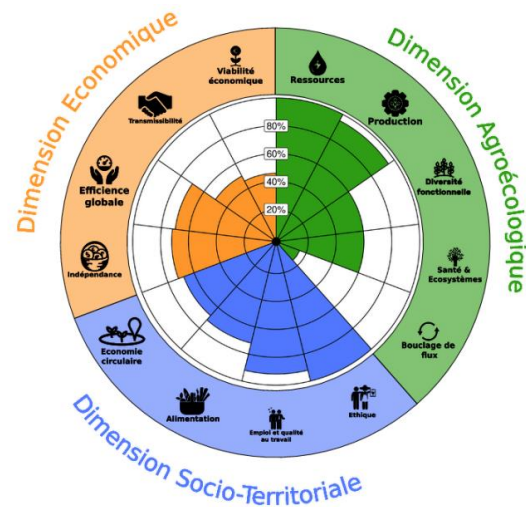 Dimension Economique
Dimension Agroécologique
Viabilité
économique
Ressources
Transmissibilité
Production
80%
60%
Efficience
globale
Diversité
fonctionnelle
40%
20%
Indépendance
Santé &
Ecosystèmes
Economie
circulaire
Bouclage de
flux
Alimentation
Emploi et qualité
au travail
Ethique
Dimension Socio-Territoriale